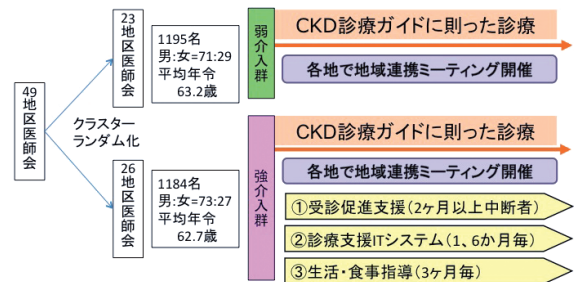 49地区医師会
クラスター
ランダム化
23地区医師会
1195名
男:女=71:29
平均年令
63.2歳
弱介入群
CKD診療ガイドに則った診療
各地で地域連携ミーティング開催
26地区医師会
1184名
男:女=73:27
平均年令
62.7歳
強介入群
CKD診療ガイドに則った診療
各地で地域連携ミーティング開催
①受診促進支援(2ヶ月以上中断者)
②診療支援ITシステム(1、6か月毎)
③生活・食事指導(3ヶ月毎)